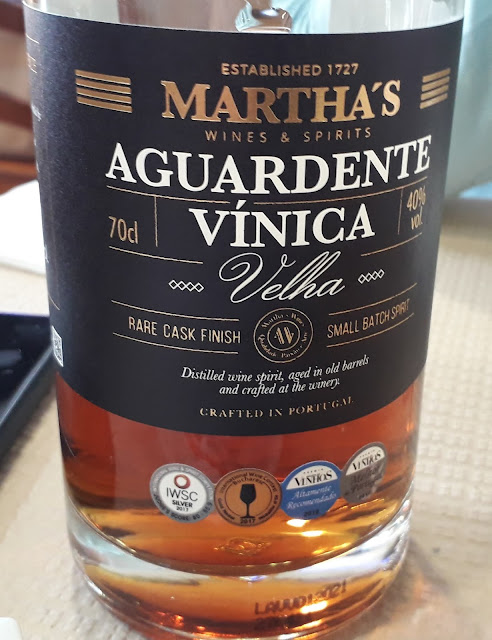 ESTABLISHED 1727
MARTHA´S
WINES & SPIRITS
AGUARDENTE
70cl
VÍNICA
40%
vol.
Velha
RARE CASK FINISH
W
SMALL BATCH SPIRIT
Distilled wine spirit, aged in old barrels
and crafted at the winery.
CRAFTED IN PORTUGAL
IWSC
SILVER
2017
2017
VINHOS
Altamente
Recomendado
VINHOS